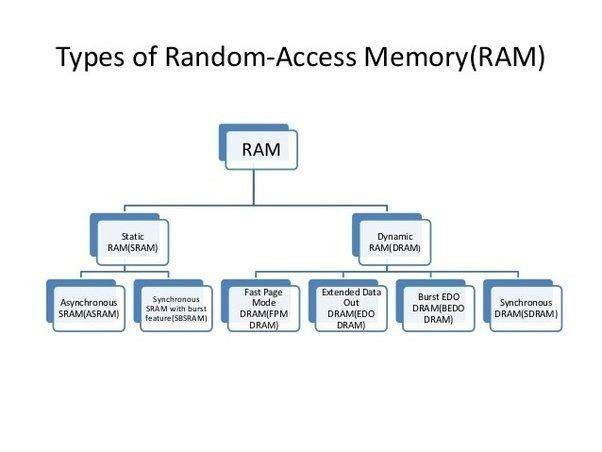 Types of Random-Access Memory(RAM)
RAM
Static
RAM(SRAM)
Dynamic
RAM(DRAM)
Asynchronous
SRAM(ASRAM)
Synchronous
SRAM with burst
feature(SBSRAM)
Fast Page
Mode
DRAM(FPM
DRAM)
Extended Data
Out
DRAM(EDO
DRAM)
Burst EDO
DRAM(BEDO
DRAM)
Synchronous
DRAM(SDRAM)